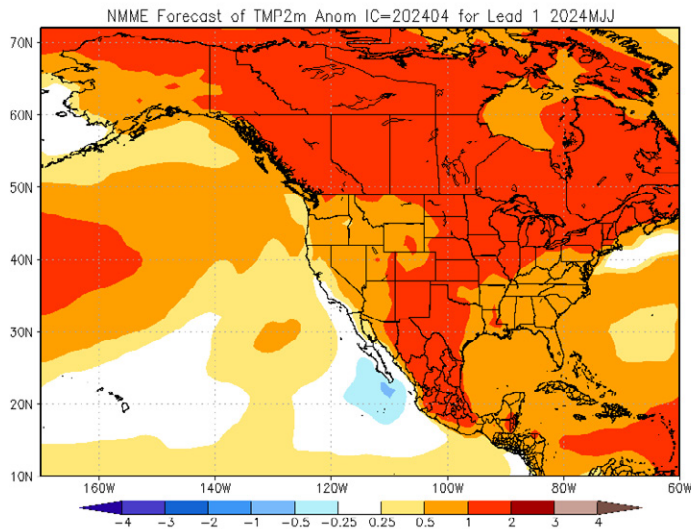 NMME Forecast of TMP2m Anom IC=202404 for Lead 1 2024MJJ
70N
60N
50N
40N
30N
20N
10N
160W 140W 120W 100W 80W 60W
-4 -3 -2 -1 -0.5 -0.25 0.25 0.5 1 2 3 4